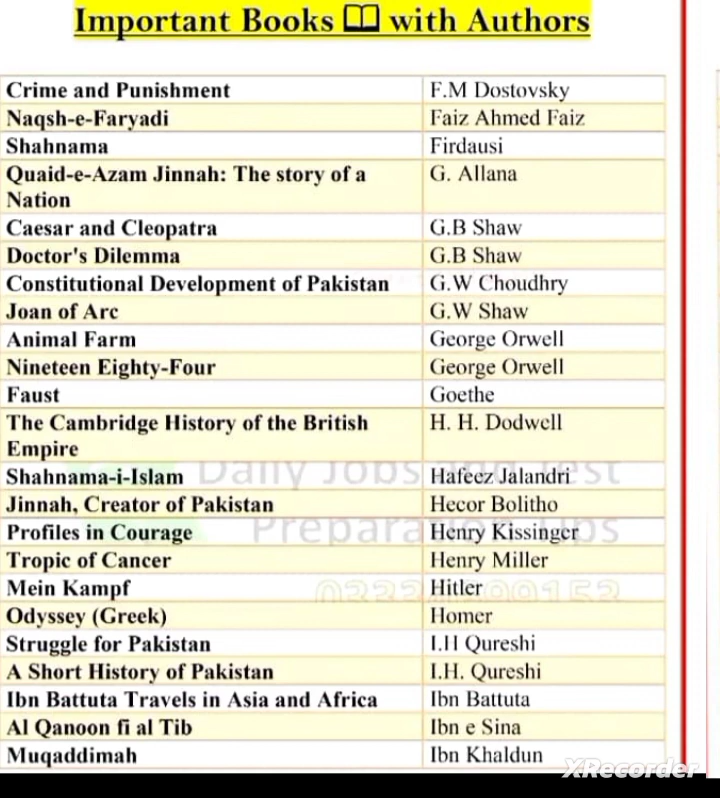 Important Books 📖 with Authors
Crime and Punishment F.M Dostovsky
Naqsh-e-Faryadi Faiz Ahmed Faiz
Shahnama Firdausi
Quaid-e-Azam Jinnah: The story of a G. Allana
Nation
Caesar and Cleopatra G.B Shaw
Doctor's Dilemma G.B Shaw
Constitutional Development of Pakistan G.W Choudhry
Joan of Arc G.W Shaw
Animal Farm George Orwell
Nineteen Eighty-Four George Orwell
Faust Goethe
The Cambridge History of the British H. H. Dodwell
Empire
Shahnama-i-Islam Hafeez Jalandri
Jinnah, Creator of Pakistan Hecor Bolitho
Profiles in Courage Henry Kissinger
Tropic of Cancer Henry Miller
Mein Kampf Hitler
Odyssey (Greek) Homer
Struggle for Pakistan I.H Qureshi
A Short History of Pakistan I.H. Qureshi
Ibn Battuta Travels in Asia and Africa Ibn Battuta
Al Qanoon fi al Tib Ibn e Sina
Muqaddimah Ibn Khaldun
Daily Jobs Test
Preparation
XRecorder